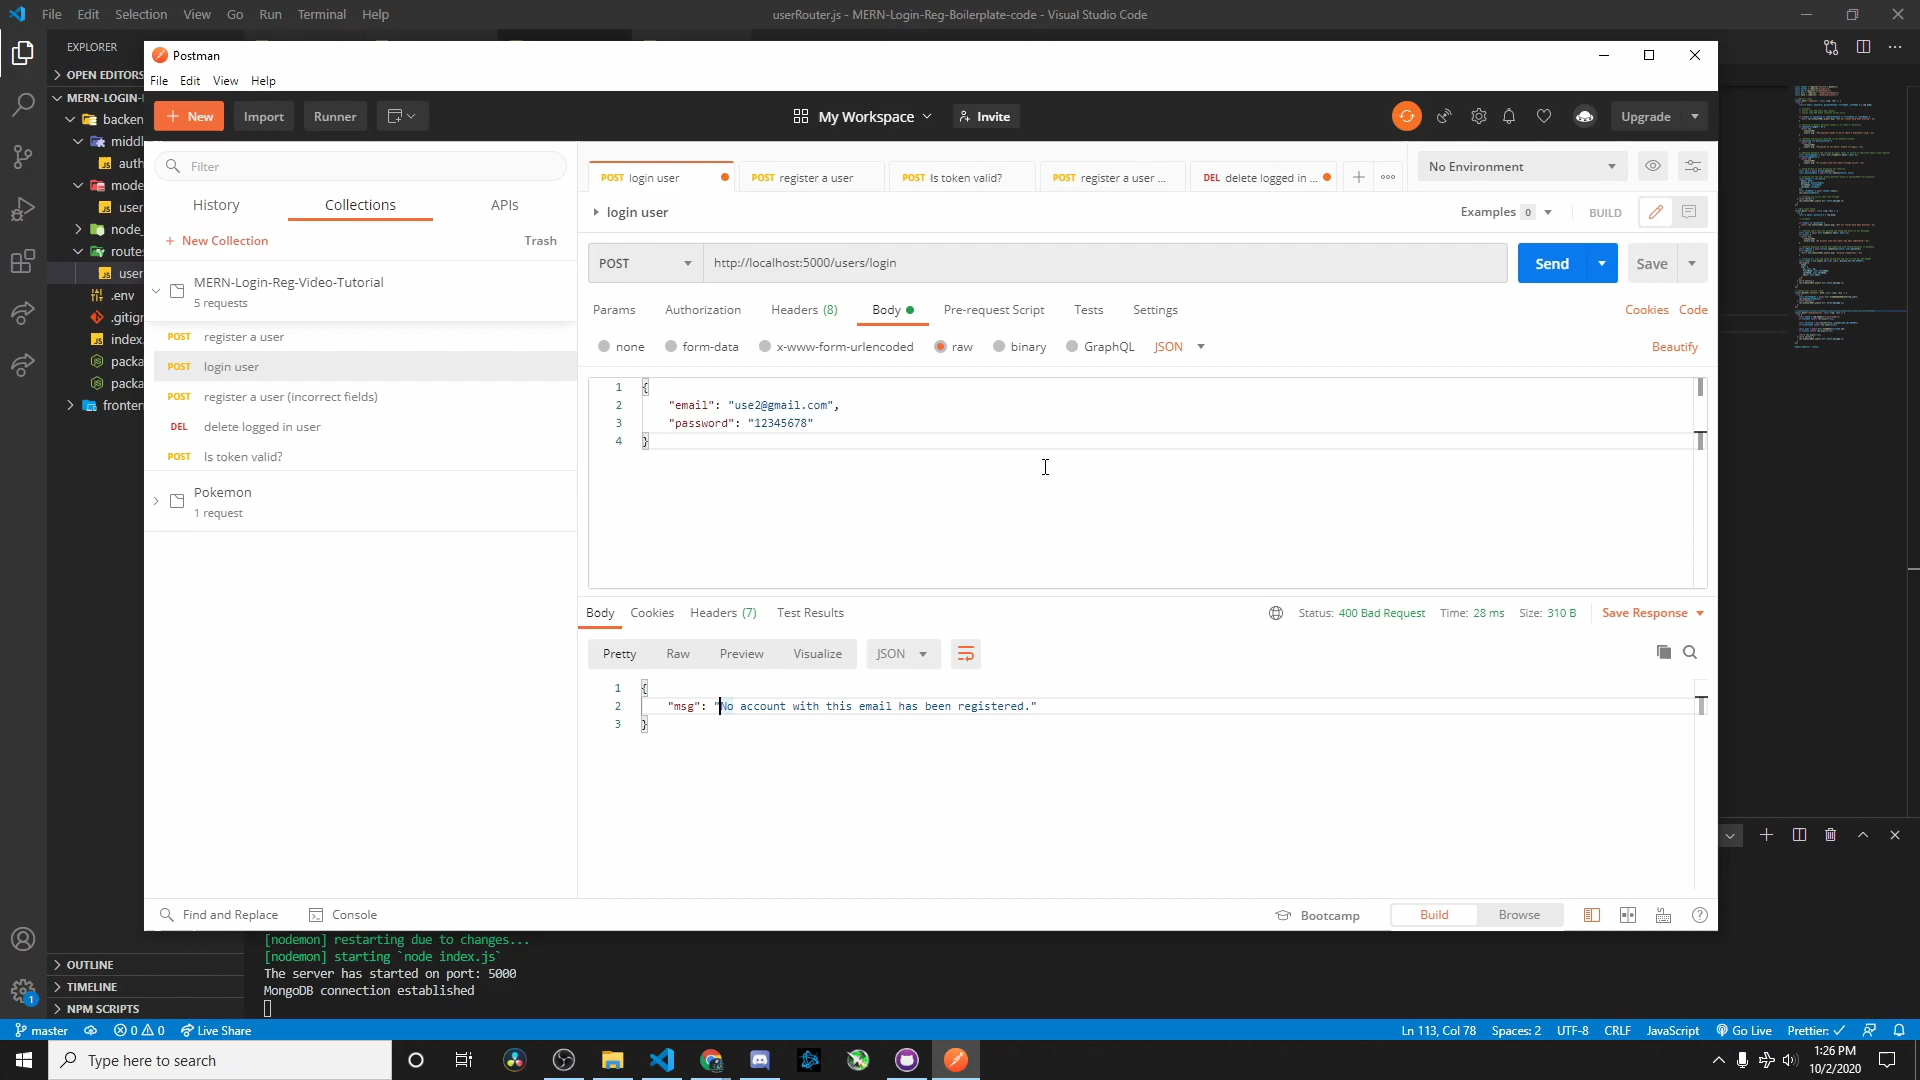 File Edit Selection View Go Run Terminal Help
userRouter.js - MERN-Login-Reg-Boilerplate-code - Visual Studio Code
EXPLORER
OPEN EDITORS
MERN-LOGIN-
backen
middl
auth
mode
user
node_
routes
user
.env
.gitigr
index.
packa
packa
fronter
OUTLINE
TIMELINE
NPM SCRIPTS
Postman
File Edit View Help
New Import Runner
My Workspace Invite
Upgrade
Filter
History Collections APIs
New Collection Trash
MERN-Login-Reg-Video-Tutorial
5 requests
POST register a user
POST login user
POST register a user (incorrect fields)
DEL delete logged in user
POST Is token valid?
Pokemon
1 request
POST login user
POST register a user
POST Is token valid?
POST register a user ...
DEL delete logged in ...
No Environment
login user
Examples 0 BUILD
POST http://localhost:5000/users/login Send Save
Params Authorization Headers (8) Body Pre-request Script Tests Settings Cookies Code
none form-data x-www-form-urlencoded raw binary GraphQL JSON Beautify
1 {
2 "email": "use2@gmail.com",
3 "password": "12345678"
4 }
Body Cookies Headers (7) Test Results Status: 400 Bad Request Time: 28 ms Size: 310 B Save Response
Pretty Raw Preview Visualize JSON
1 {
2 "msg": "No account with this email has been registered."
3 }
Find and Replace Console Bootcamp Build Browse
[nodemon] restarting due to changes...
[nodemon] starting `node index.js`
The server has started on port: 5000
MongoDB connection established
1
master 0 0 Live Share Ln 113, Col 78 Spaces: 2 UTF-8 CRLF JavaScript Go Live Prettier: ✓
Type here to search
1:26 PM
10/2/2020